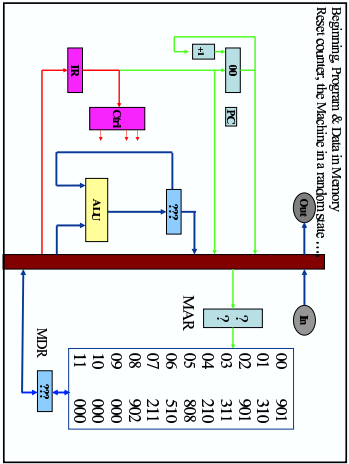 Beginning, Program & Data in Memory
Reset counter: the Machine in a random state ….
+1
00
PC
IR
Ctrl
ALU
???
Out
In
MAR
? ?
00 901
01 310
02 901
03 311
04 210
05 808
06 510
07 211
08 902
09 000
10 000
11 000
MDR
???